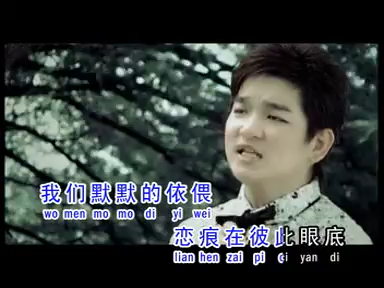 我们默默的依偎
wo men mo mo di yi wei
恋痕在彼此眼底
lian hen zai pi ci yan di